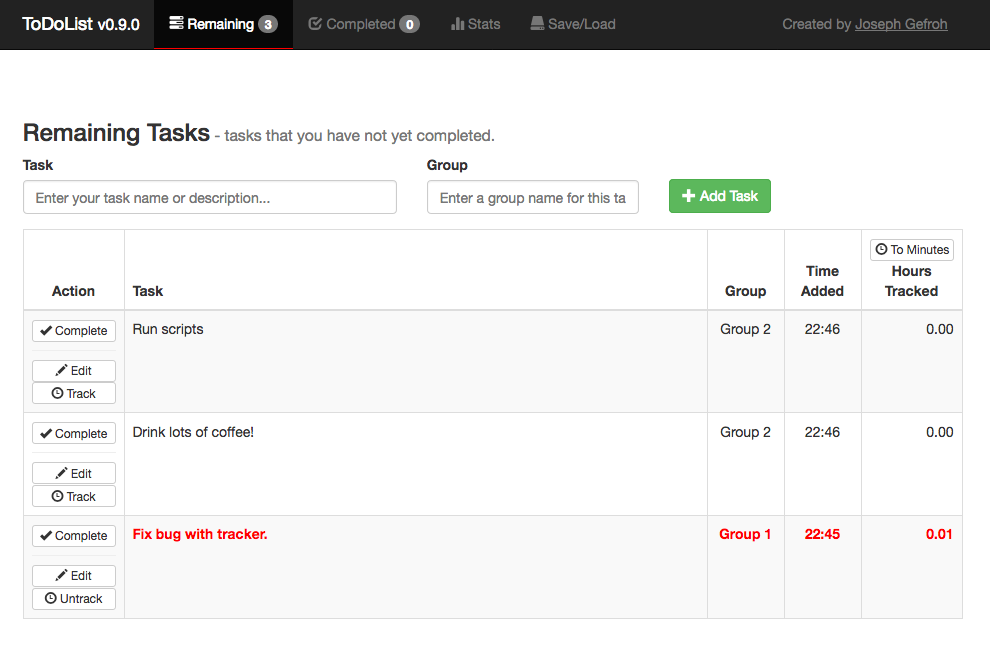 ToDoList v0.9.0 Remaining 3 Completed 0 Stats Save/Load Created by Joseph Gefroh
Remaining Tasks - tasks that you have not yet completed.
Task Group
Enter your task name or description... Enter a group name for this ta Add Task
To Minutes
Action Task Group Time Added Hours Tracked
Complete Run scripts Group 2 22:46 0.00
Edit
Track
Complete Drink lots of coffee! Group 2 22:46 0.00
Edit
Track
Complete Fix bug with tracker. Group 1 22:45 0.01
Edit
Untrack